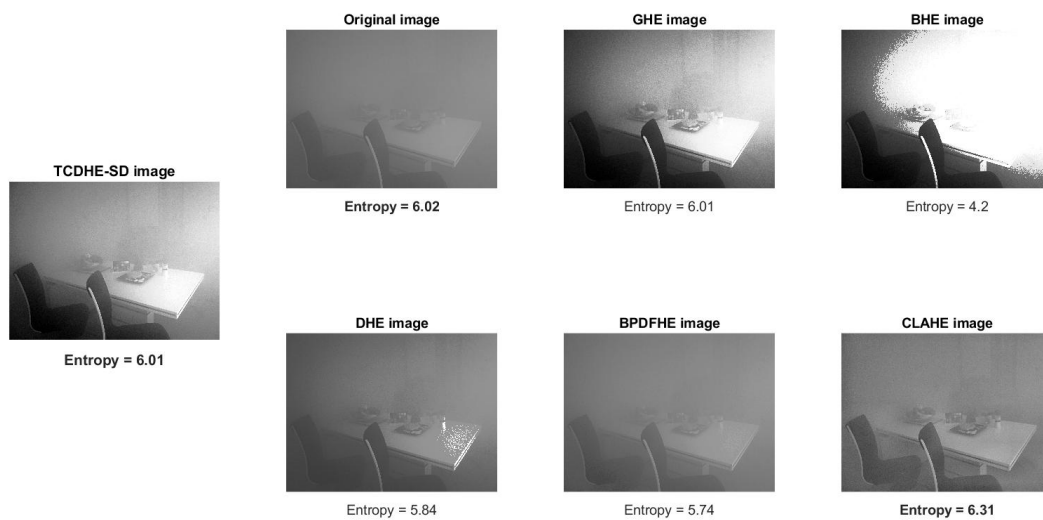 Original image
GHE image
BHE image
Entropy = 6.02
Entropy = 6.01
Entropy = 4.2
TCDHE-SD image
Entropy = 6.01
DHE image
BPDFHE image
CLAHE image
Entropy = 5.84
Entropy = 5.74
Entropy = 6.31